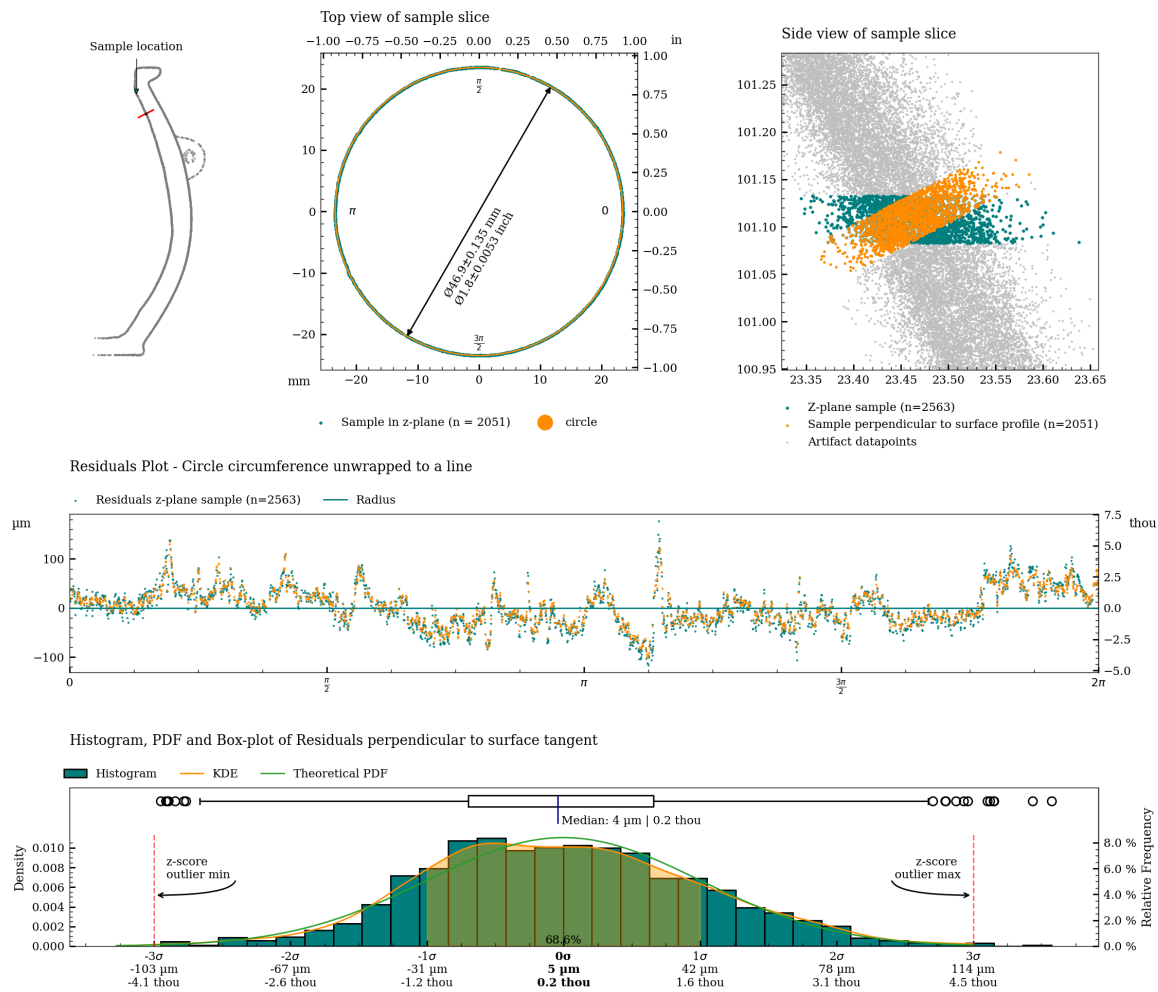 Sample location
Top view of sample slice
−1.00 −0.75 −0.50 −0.25 0.00 0.25 0.50 0.75 1.00 in
20
10
0
−10
−20
mm
−20 −10 0 10 20
1.00
0.75
0.50
0.25
0.00
−0.25
−0.50
−0.75
−1.00
π/2
π
0
3π/2
Ø46.9±0.135 mm
Ø1.8±0.0053 inch
Sample in z-plane (n = 2051) circle
Side view of sample slice
101.25
101.20
101.15
101.10
101.05
101.00
100.95
23.35 23.40 23.45 23.50 23.55 23.60 23.65
Z-plane sample (n=2563)
Sample perpendicular to surface profile (n=2051)
Artifact datapoints
Residuals Plot - Circle circumference unwrapped to a line
Residuals z-plane sample (n=2563) Radius
µm
100
0
−100
7.5
thou
5.0
2.5
0.0
−2.5
−5.0
0 π/2 π 3π/2 2π
Histogram, PDF and Box-plot of Residuals perpendicular to surface tangent
Histogram KDE Theoretical PDF
Median: 4 µm | 0.2 thou
Density
0.010
0.008
0.006
0.004
0.002
0.000
z-score
outlier min
z-score
outlier max
68.6%
8.0 %
6.0 %
4.0 %
2.0 %
0.0 %
Relative Frequency
-3σ -2σ -1σ 0σ 1σ 2σ 3σ
-103 µm -67 µm -31 µm 5 µm 42 µm 78 µm 114 µm
-4.1 thou -2.6 thou -1.2 thou 0.2 thou 1.6 thou 3.1 thou 4.5 thou